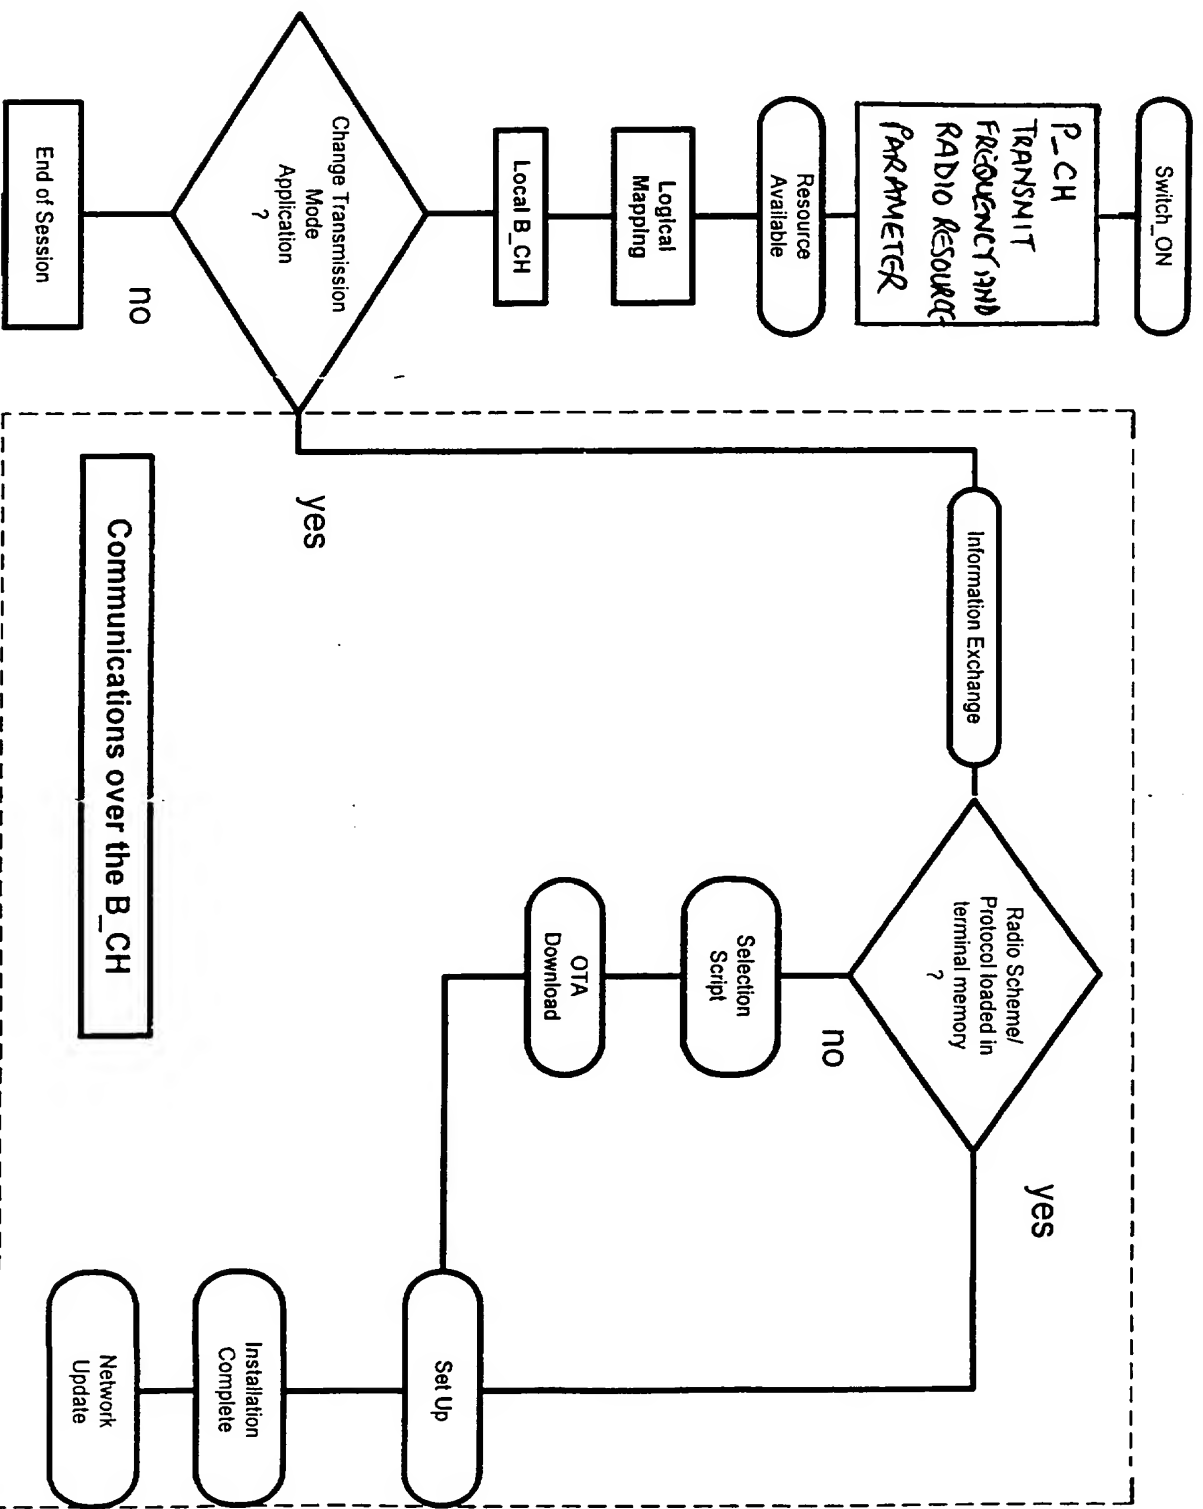 Switch_ON
P_CH
TRANSMIT
FREQUENCY AND
RADIO RESOURCE
PARAMETER
Resource
Available
Logical
Mapping
Local B_CH
Change Transmission
Mode
Application
?
no
End of Session
yes
Information Exchange
Radio Scheme/
Protocol loaded in
terminal memory
?
yes
no
Selection
Script
OTA
Download
Set Up
Installation
Complete
Network
Update
Communications over the B_CH